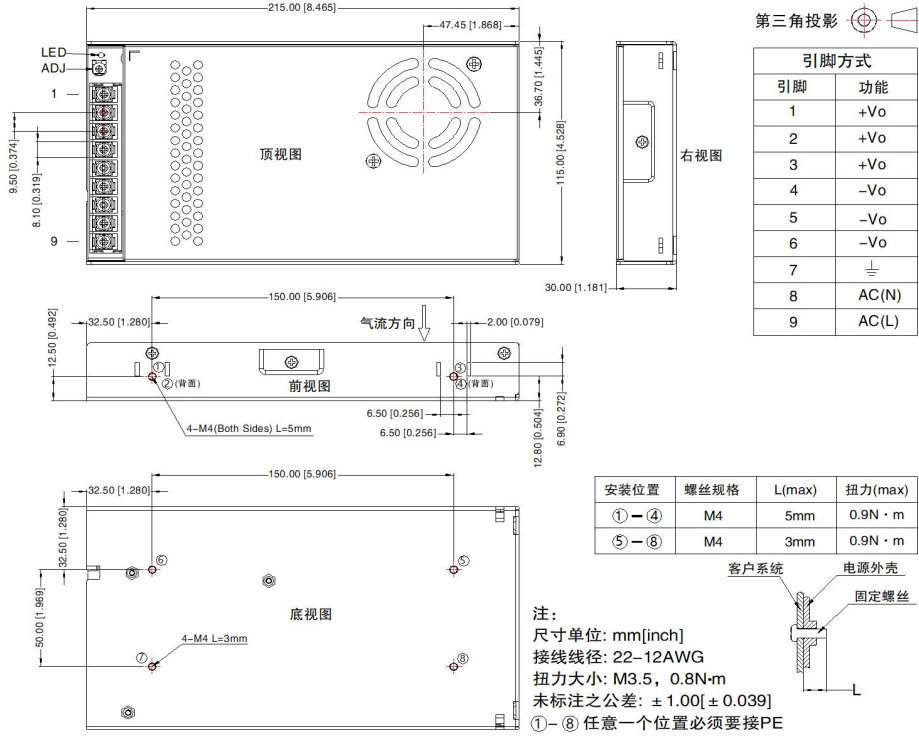 215.00 [8.465]
47.45 [1.868]
第三角投影
LED
ADJ
1
9
9.50 [0.374]
8.10 [0.319]
顶视图
36.70 [1.445]
115.00 [4.528]
右视图
30.00 [1.181]
引脚方式
引脚 功能
1 +Vo
2 +Vo
3 +Vo
4 −Vo
5 −Vo
6 −Vo
7
8 AC(N)
9 AC(L)
150.00 [5.906]
32.50 [1.280]
12.50 [0.492]
气流方向
2.00 [0.079]
①
②(背面)
前视图
③
④(背面)
4-M4(Both Sides) L=5mm
6.50 [0.256]
6.50 [0.256]
12.80 [0.504]
6.90 [0.272]
150.00 [5.906]
32.50 [1.280]
32.50 [1.280]
50.00 [1.969]
⑥
⑤
底视图
4-M4 L=3mm
⑦
⑧
安装位置 螺丝规格 L(max) 扭力(max)
①－④ M4 5mm 0.9N·m
⑤－⑧ M4 3mm 0.9N·m
客户系统
电源外壳
固定螺丝
L
注:
尺寸单位: mm[inch]
接线线径: 22-12AWG
扭力大小: M3.5，0.8N·m
未标注之公差: ±1.00[±0.039]
①-⑧ 任意一个位置必须要接PE